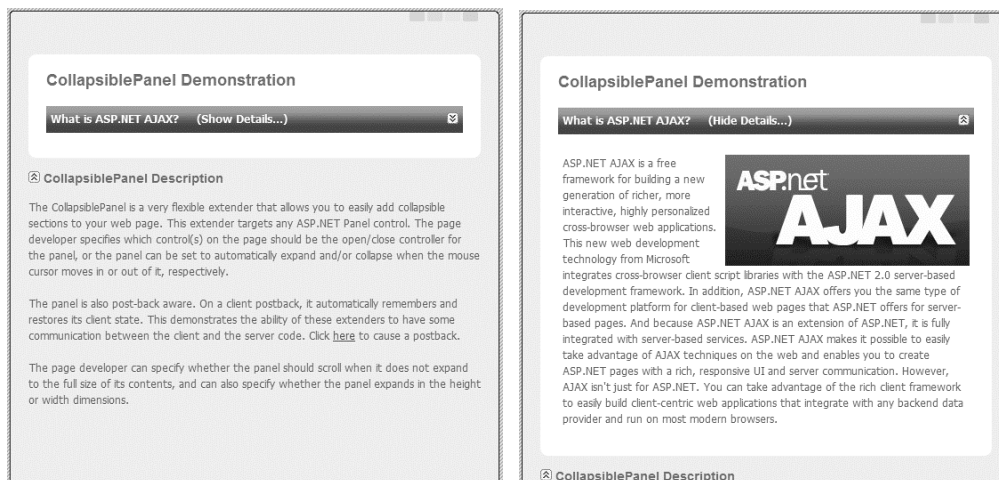 CollapsiblePanel Demonstration
What is ASP.NET AJAX? (Show Details...)
CollapsiblePanel Description
The CollapsiblePanel is a very flexible extender that allows you to easily add collapsible
sections to your web page. This extender targets any ASP.NET Panel control. The page
developer specifies which control(s) on the page should be the open/close controller for
the panel, or the panel can be set to automatically expand and/or collapse when the mouse
cursor moves in or out of it, respectively.
The panel is also post-back aware. On a client postback, it automatically remembers and
restores its client state. This demonstrates the ability of these extenders to have some
communication between the client and the server code. Click here to cause a postback.
The page developer can specify whether the panel should scroll when it does not expand
to the full size of its contents, and can also specify whether the panel expands in the height
or width dimensions.
CollapsiblePanel Demonstration
What is ASP.NET AJAX? (Hide Details...)
ASP.NET AJAX is a free
framework for building a new
generation of richer, more
interactive, highly personalized
cross-browser web applications.
This new web development
technology from Microsoft
ASP.net
AJAX
integrates cross-browser client script libraries with the ASP.NET 2.0 server-based
development framework. In addition, ASP.NET AJAX offers you the same type of
development platform for client-based web pages that ASP.NET offers for server-
based pages. And because ASP.NET AJAX is an extension of ASP.NET, it is fully
integrated with server-based services. ASP.NET AJAX makes it possible to easily
take advantage of AJAX techniques on the web and enables you to create
ASP.NET pages with a rich, responsive UI and server communication. However,
AJAX isn't just for ASP.NET. You can take advantage of the rich client framework
to easily build client-centric web applications that integrate with any backend data
provider and run on most modern browsers.
CollapsiblePanel Description